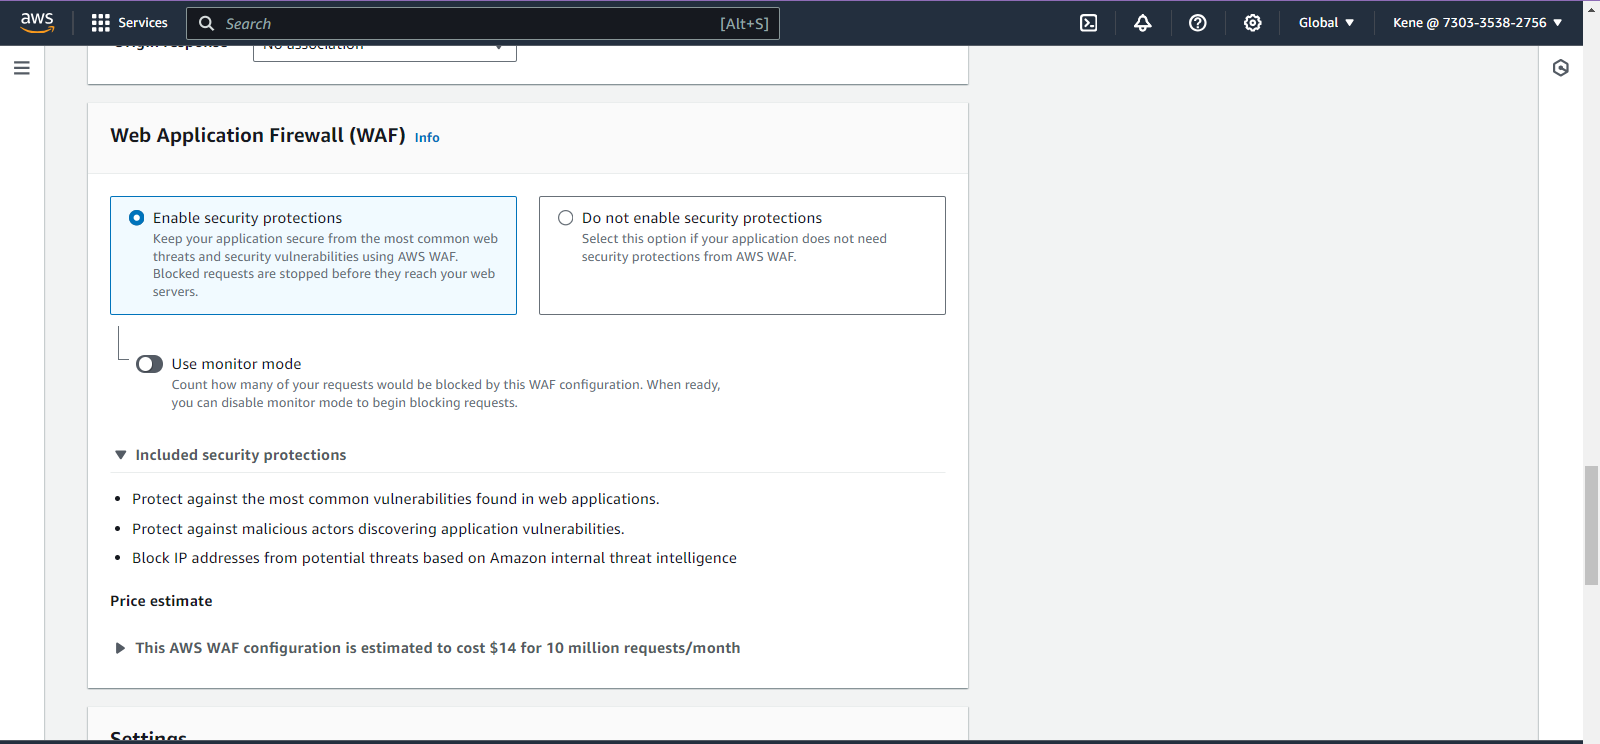 aws Services Search [Alt+S] Global Kene @ 7303-3538-2756
Origin response No association
Web Application Firewall (WAF) Info
Enable security protections
Keep your application secure from the most common web
threats and security vulnerabilities using AWS WAF.
Blocked requests are stopped before they reach your web
servers.
Do not enable security protections
Select this option if your application does not need
security protections from AWS WAF.
Use monitor mode
Count how many of your requests would be blocked by this WAF configuration. When ready,
you can disable monitor mode to begin blocking requests.
Included security protections
• Protect against the most common vulnerabilities found in web applications.
• Protect against malicious actors discovering application vulnerabilities.
• Block IP addresses from potential threats based on Amazon internal threat intelligence
Price estimate
This AWS WAF configuration is estimated to cost $14 for 10 million requests/month
Settings